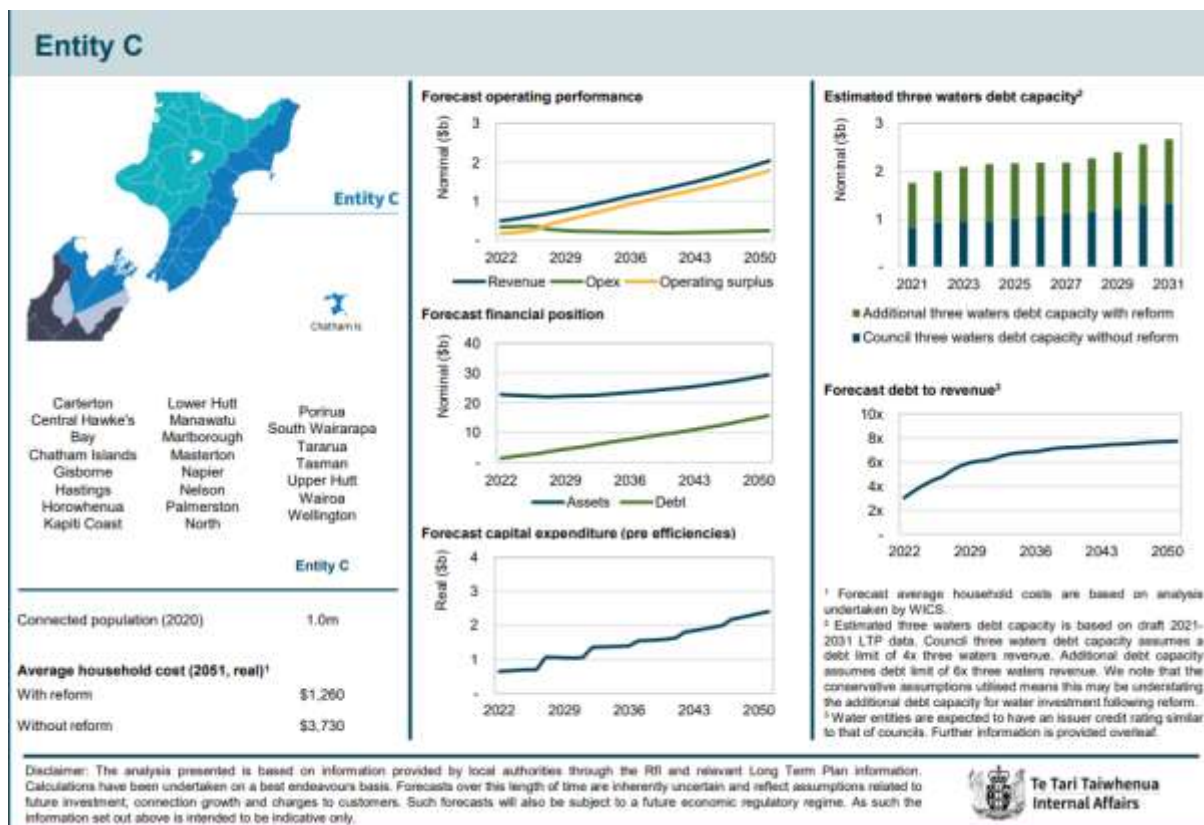 Entity C
Entity C
Chatham Is
Carterton
Central Hawke's
Bay
Chatham Islands
Gisborne
Hastings
Horowhenua
Kapiti Coast
Lower Hutt
Manawatu
Marlborough
Masterton
Napier
Nelson
Palmerston
North
Porirua
South Wairarapa
Tararua
Tasman
Upper Hutt
Wairoa
Wellington
Entity C
Connected population (2020) 1.0m
Average household cost (2051, real)¹
With reform $1,260
Without reform $3,730
Forecast operating performance
Nominal ($b)
3
2
1
-
2022 2029 2036 2043 2050
Revenue Opex Operating surplus
Forecast financial position
Nominal ($b)
40
30
20
10
-
2022 2029 2036 2043 2050
Assets Debt
Forecast capital expenditure (pre efficiencies)
Real ($b)
4
3
2
1
-
2022 2029 2036 2043 2050
Estimated three waters debt capacity²
Nominal ($b)
3
2
1
-
2021 2023 2025 2027 2029 2031
Additional three waters debt capacity with reform
Council three waters debt capacity without reform
Forecast debt to revenue³
10x
8x
6x
4x
2x
-
2022 2029 2036 2043 2050
¹ Forecast average household costs are based on analysis
undertaken by WICS.
² Estimated three waters debt capacity is based on draft 2021-
2031 LTP data. Council three waters debt capacity assumes a
debt limit of 4x three waters revenue. Additional debt capacity
assumes debt limit of 6x three waters revenue. We note that the
conservative assumptions utilised means this may be understating
the additional debt capacity for water investment following reform.
³ Water entities are expected to have an issuer credit rating similar
to that of councils. Further information is provided overleaf.
Disclaimer: The analysis presented is based on information provided by local authorities through the RfI and relevant Long Term Plan information.
Calculations have been undertaken on a best endeavours basis. Forecasts over this length of time are inherently uncertain and reflect assumptions related to
future investment, connection growth and charges to customers. Such forecasts will also be subject to a future economic regulatory regime. As such the
information set out above is intended to be indicative only.
Te Tari Taiwhenua
Internal Affairs